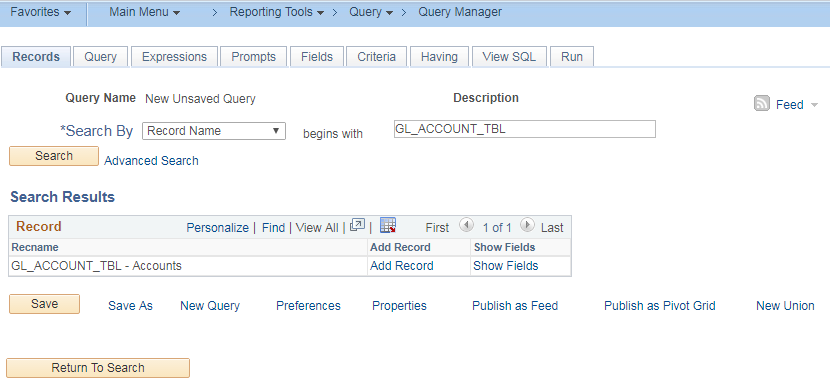 Favorites Main Menu > Reporting Tools > Query > Query Manager
Records Query Expressions Prompts Fields Criteria Having View SQL Run
Query Name New Unsaved Query Description
Feed
*Search By Record Name begins with GL_ACCOUNT_TBL
Search Advanced Search
Search Results
Record Personalize | Find | View All | | First 1 of 1 Last
Recname Add Record Show Fields
GL_ACCOUNT_TBL - Accounts Add Record Show Fields
Save Save As New Query Preferences Properties Publish as Feed Publish as Pivot Grid New Union
Return To Search